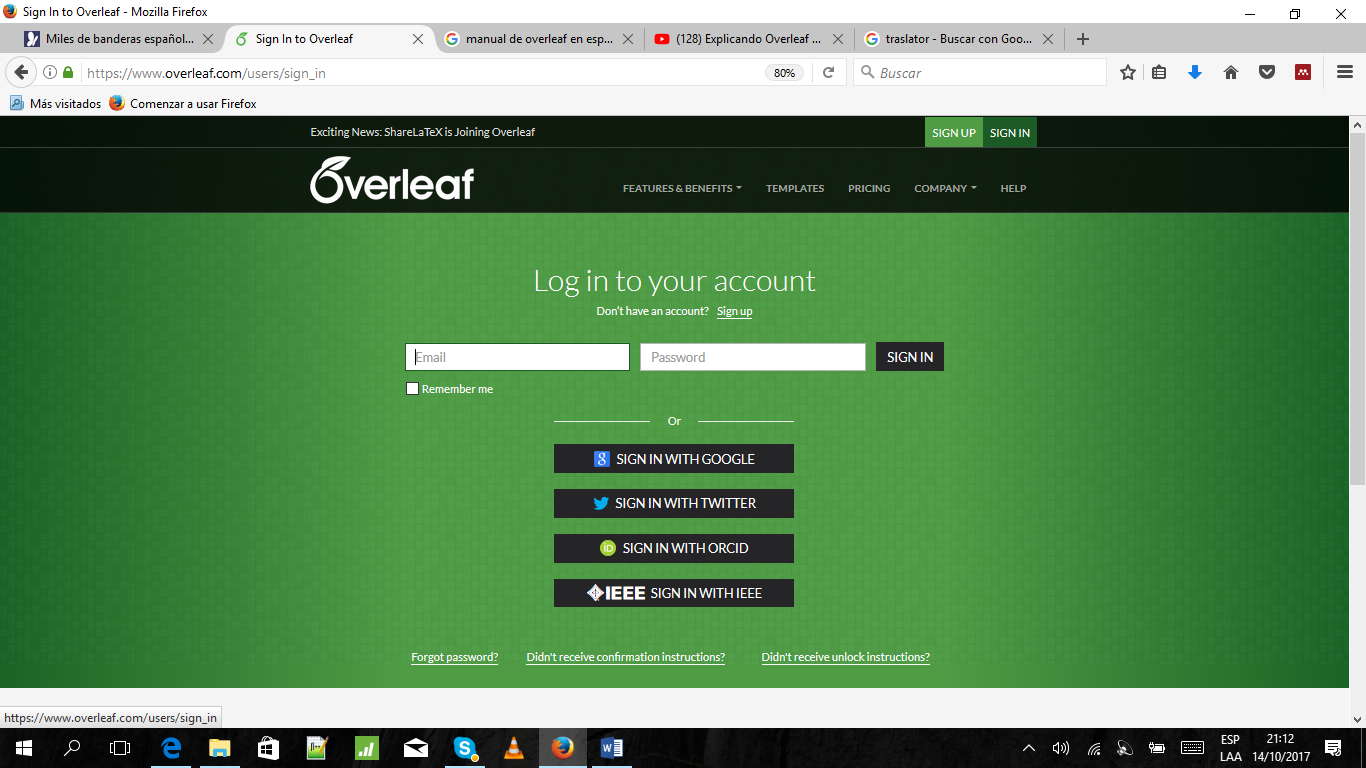 Sign In to Overleaf - Mozilla Firefox
Miles de banderas español...
Sign In to Overleaf
manual de overleaf en esp...
(128) Explicando Overleaf ...
traslator - Buscar con Goo...
https://www.overleaf.com/users/sign_in
80%
Buscar
Más visitados
Comenzar a usar Firefox
Exciting News: ShareLaTeX is Joining Overleaf
SIGN UP
SIGN IN
Overleaf
FEATURES & BENEFITS
TEMPLATES
PRICING
COMPANY
HELP
Log in to your account
Don't have an account? Sign up
Email
Password
SIGN IN
Remember me
Or
SIGN IN WITH GOOGLE
SIGN IN WITH TWITTER
iD SIGN IN WITH ORCID
IEEE SIGN IN WITH IEEE
Forgot password?
Didn't receive confirmation instructions?
Didn't receive unlock instructions?
https://www.overleaf.com/users/sign_in
ESP
LAA
21:12
14/10/2017